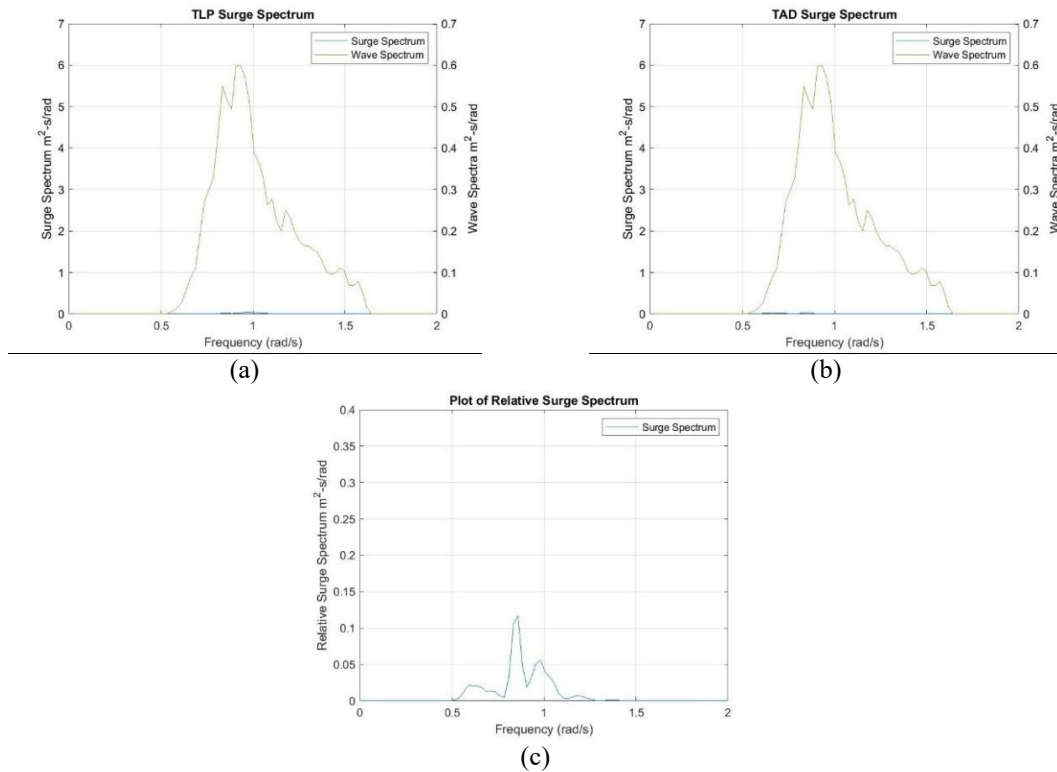 TLP Surge Spectrum
7
6
5
4
3
2
1
0
Surge Spectrum m²-s/rad
0.7
0.6
0.5
0.4
0.3
0.2
0.1
0
Wave Spectra m²-s/rad
Surge Spectrum
Wave Spectrum
0 0.5 1 1.5 2
Frequency (rad/s)
(a)
TAD Surge Spectrum
7
6
5
4
3
2
1
0
Surge Spectrum m²-s/rad
0.7
0.6
0.5
0.4
0.3
0.2
0.1
0
Wave Spectra m²-s/rad
Surge Spectrum
Wave Spectrum
0 0.5 1 1.5 2
Frequency (rad/s)
(b)
Plot of Relative Surge Spectrum
0.4
0.35
0.3
0.25
0.2
0.15
0.1
0.05
0
Relative Surge Spectrum m²-s/rad
Surge Spectrum
0 0.5 1 1.5 2
Frequency (rad/s)
(c)